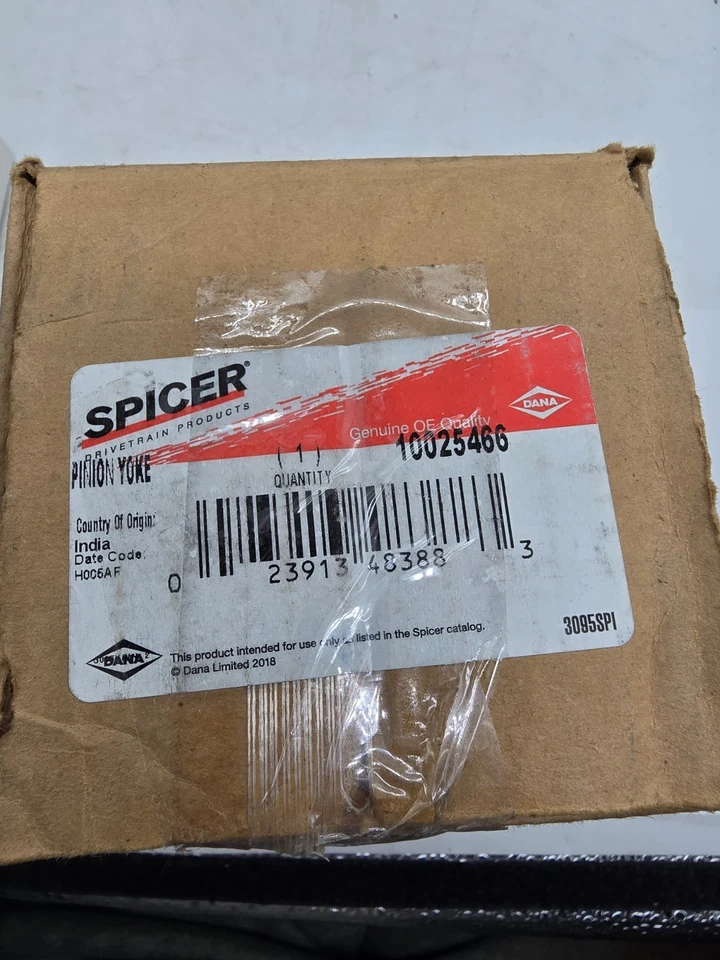 SPICER®
DRIVETRAIN PRODUCTS
DANA
Genuine OE Quality
PINION YOKE
( 1 )
QUANTITY
10025466
Country Of Origin:
India
Date Code:
H005AF
0 23913 48388 3
DANA
This product intended for use only as listed in the Spicer catalog.
© Dana Limited 2018
3095SPI